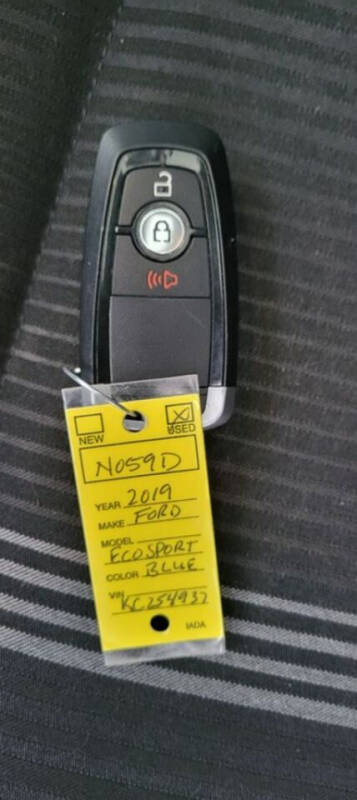 NEW
USED
N059D
YEAR 2019
MAKE FORD
MODEL
ECOSPORT
COLOR BLUE
VIN KC254937
IADA